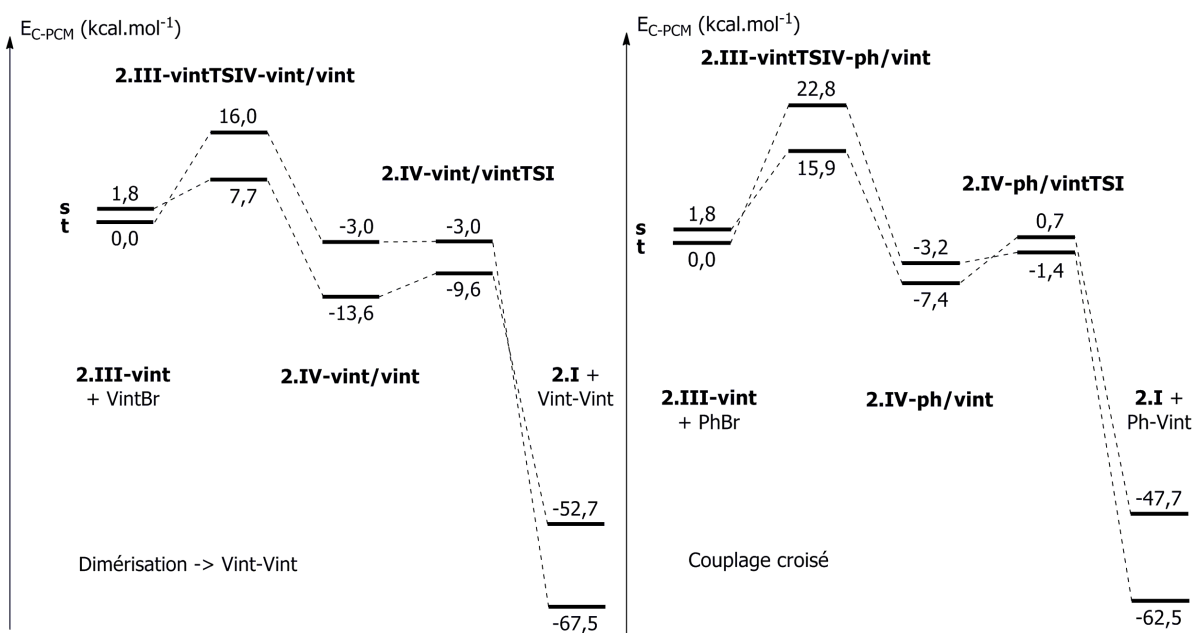 E_C-PCM (kcal.mol⁻¹)
2.III-vintTSIV-vint/vint
16,0
2.IV-vint/vintTSI
s
t
1,8
0,0
7,7
-3,0
-3,0
-13,6
-9,6
2.III-vint
+ VintBr
2.IV-vint/vint
2.I +
Vint-Vint
-52,7
Dimérisation -> Vint-Vint
-67,5
E_C-PCM (kcal.mol⁻¹)
2.III-vintTSIV-ph/vint
22,8
2.IV-ph/vintTSI
15,9
s
t
1,8
0,0
-3,2
-7,4
0,7
-1,4
2.III-vint
+ PhBr
2.IV-ph/vint
2.I +
Ph-Vint
-47,7
Couplage croisé
-62,5